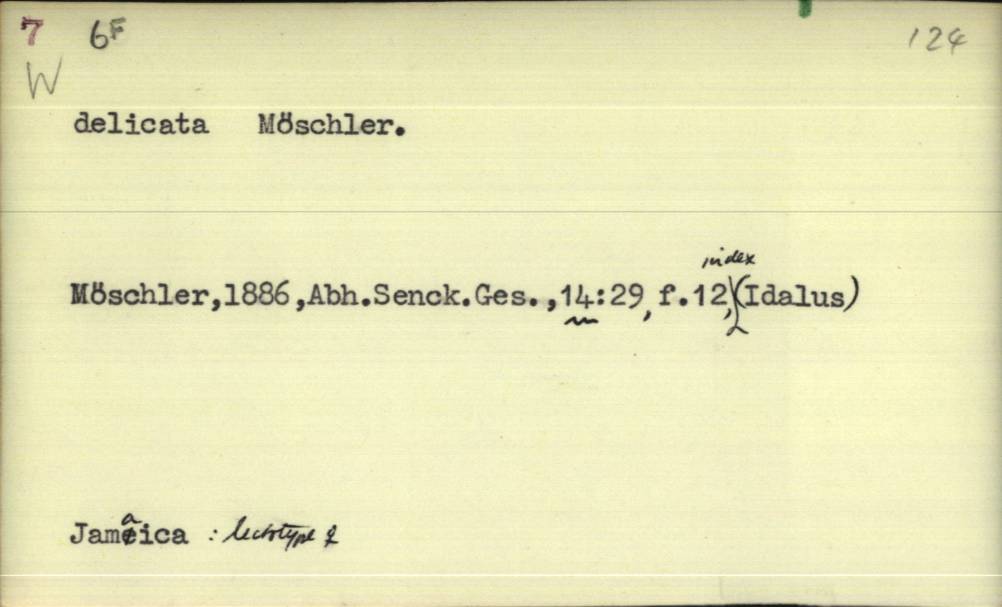 7 6F 124
W
delicata Möschler.
index
Möschler,1886,Abh.Senck.Ges.,14:29,f.12,(Idalus)
Jamaica : lectotype ♀